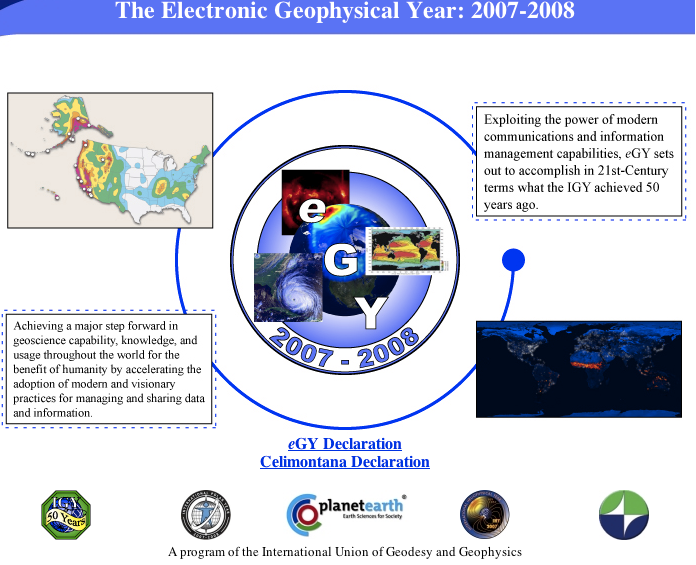 The Electronic Geophysical Year: 2007-2008
Exploiting the power of modern
communications and information
management capabilities, eGY sets
out to accomplish in 21st-Century
terms what the IGY achieved 50
years ago.
e
G
Y
2007 - 2008
Achieving a major step forward in
geoscience capability, knowledge, and
usage throughout the world for the
benefit of humanity by accelerating the
adoption of modern and visionary
practices for managing and sharing data
and information.
eGY Declaration
Celimontana Declaration
IGY
50 Years
planetearth
Earth Sciences for Society
IHY
2007
A program of the International Union of Geodesy and Geophysics